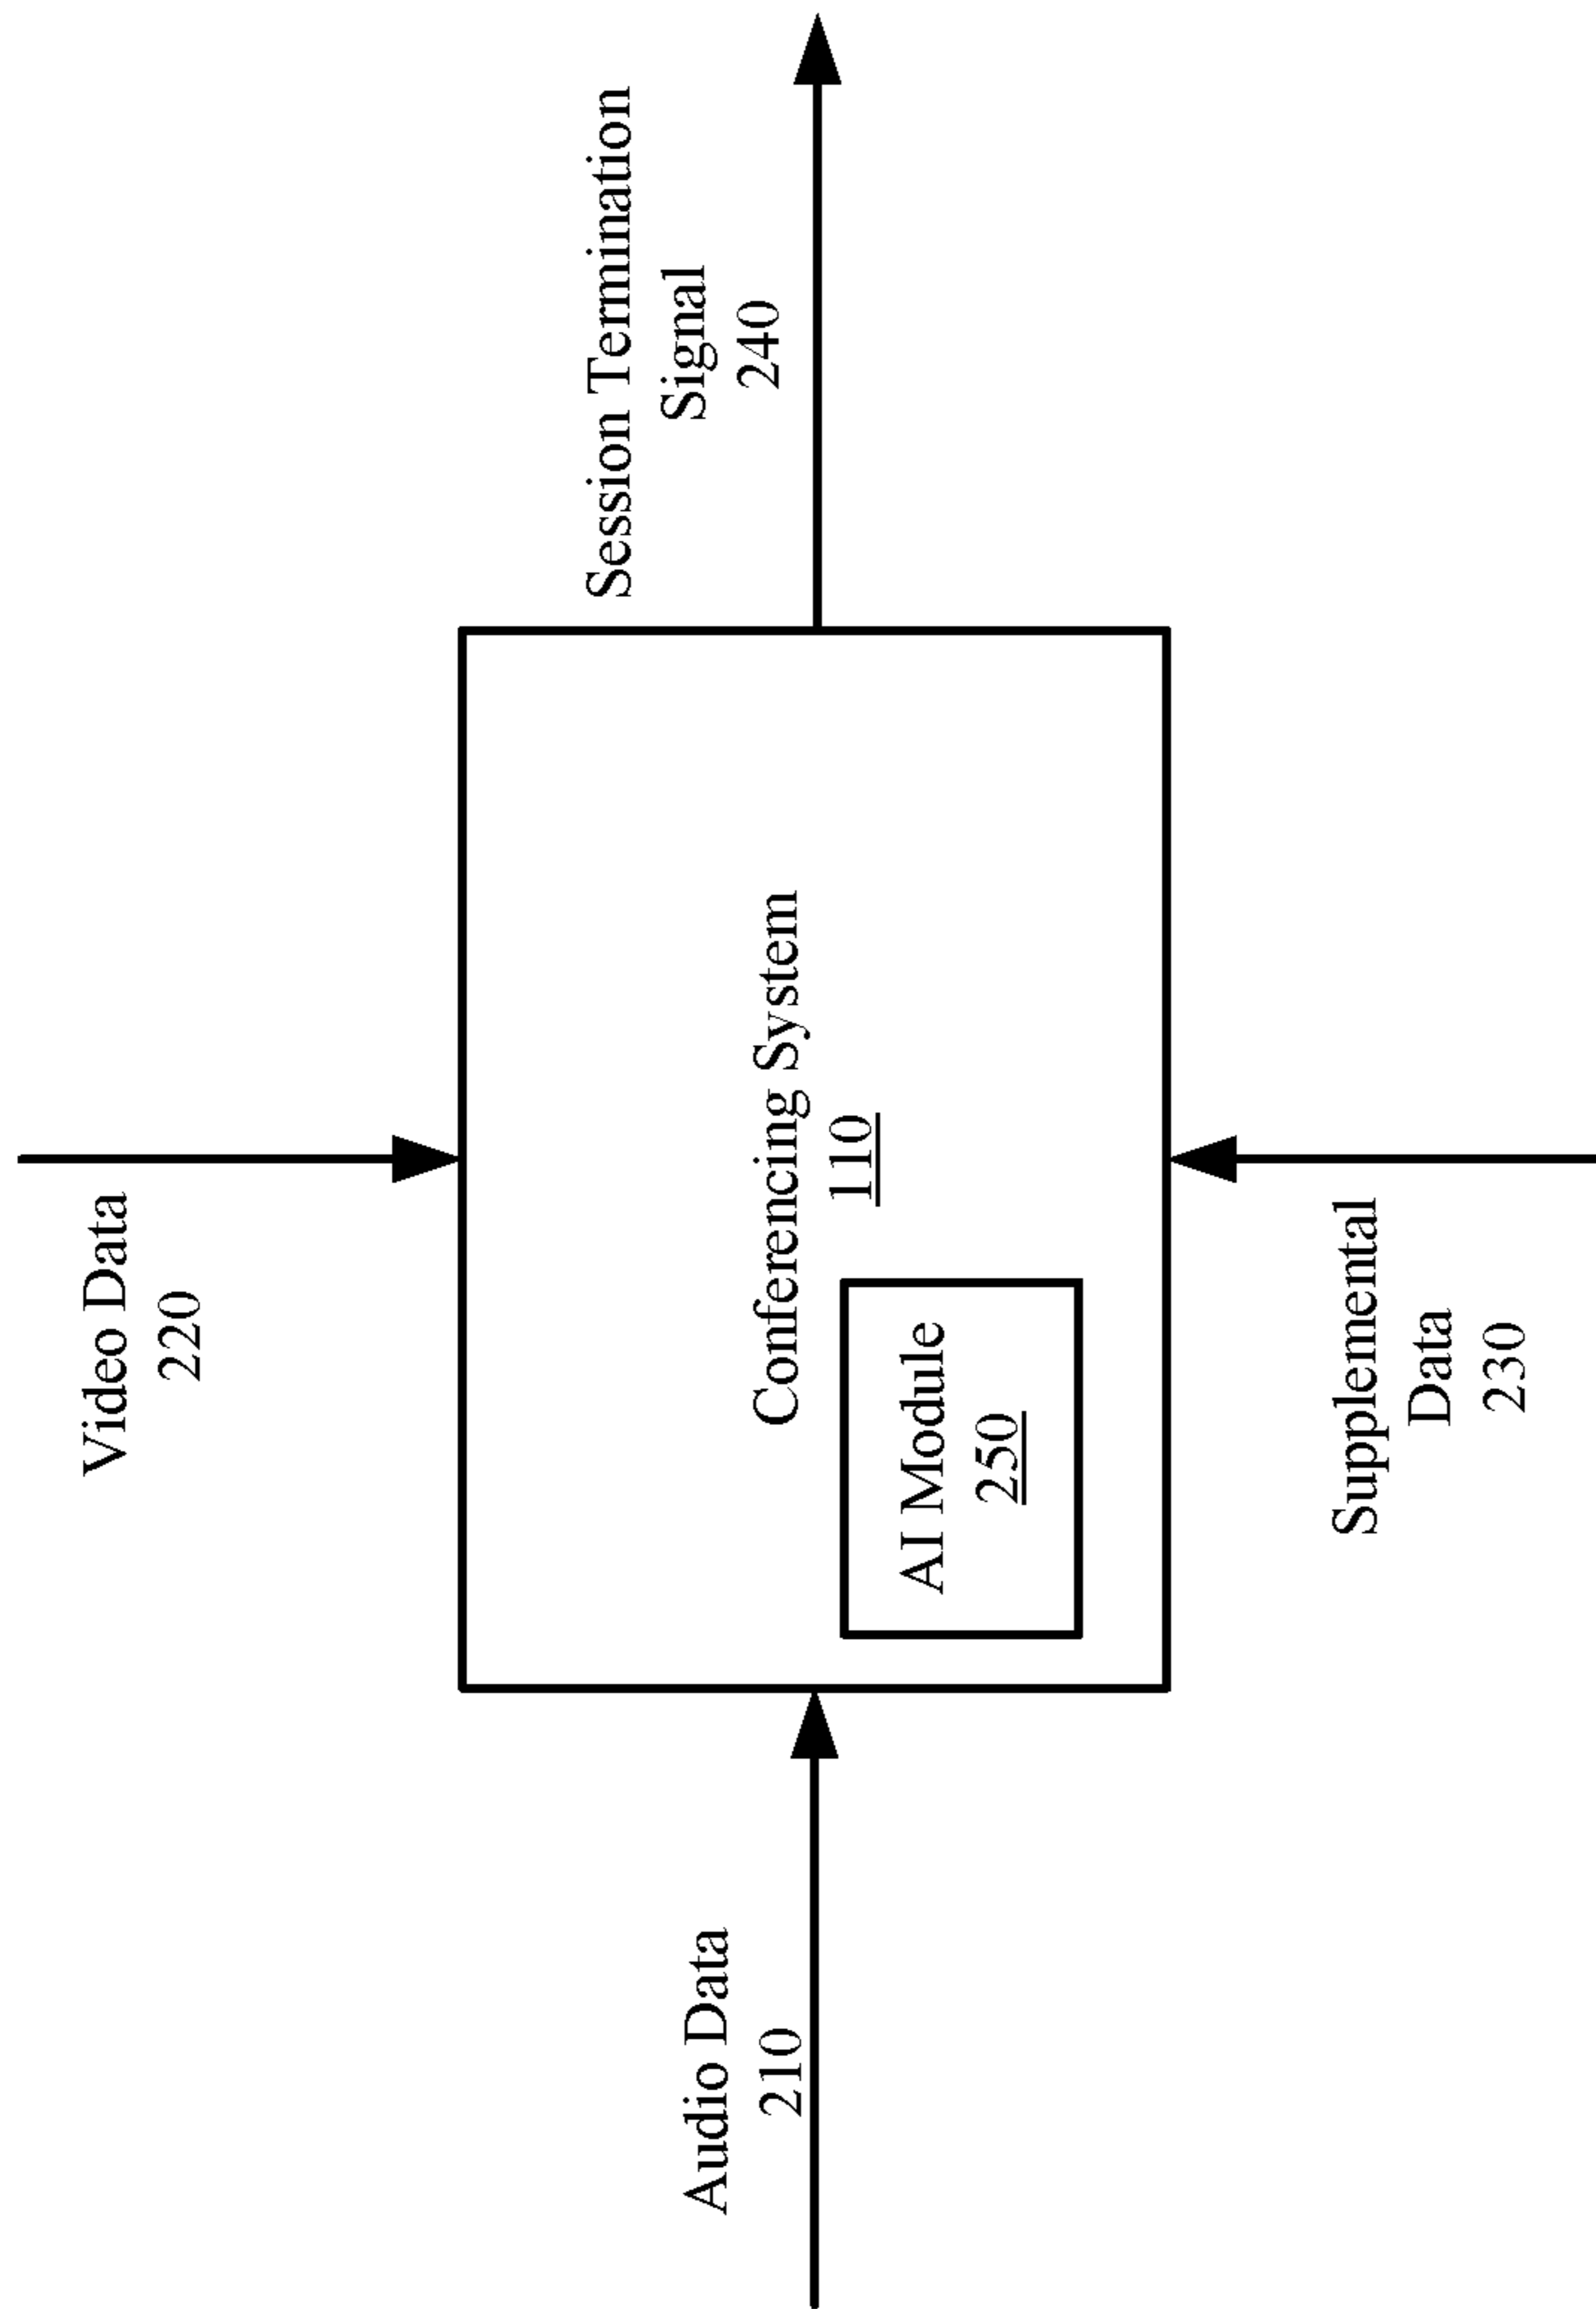 Video Data
220
Audio Data
210
Conferencing System
110
AI Module
250
Session Termination
Signal
240
Supplemental
Data
230